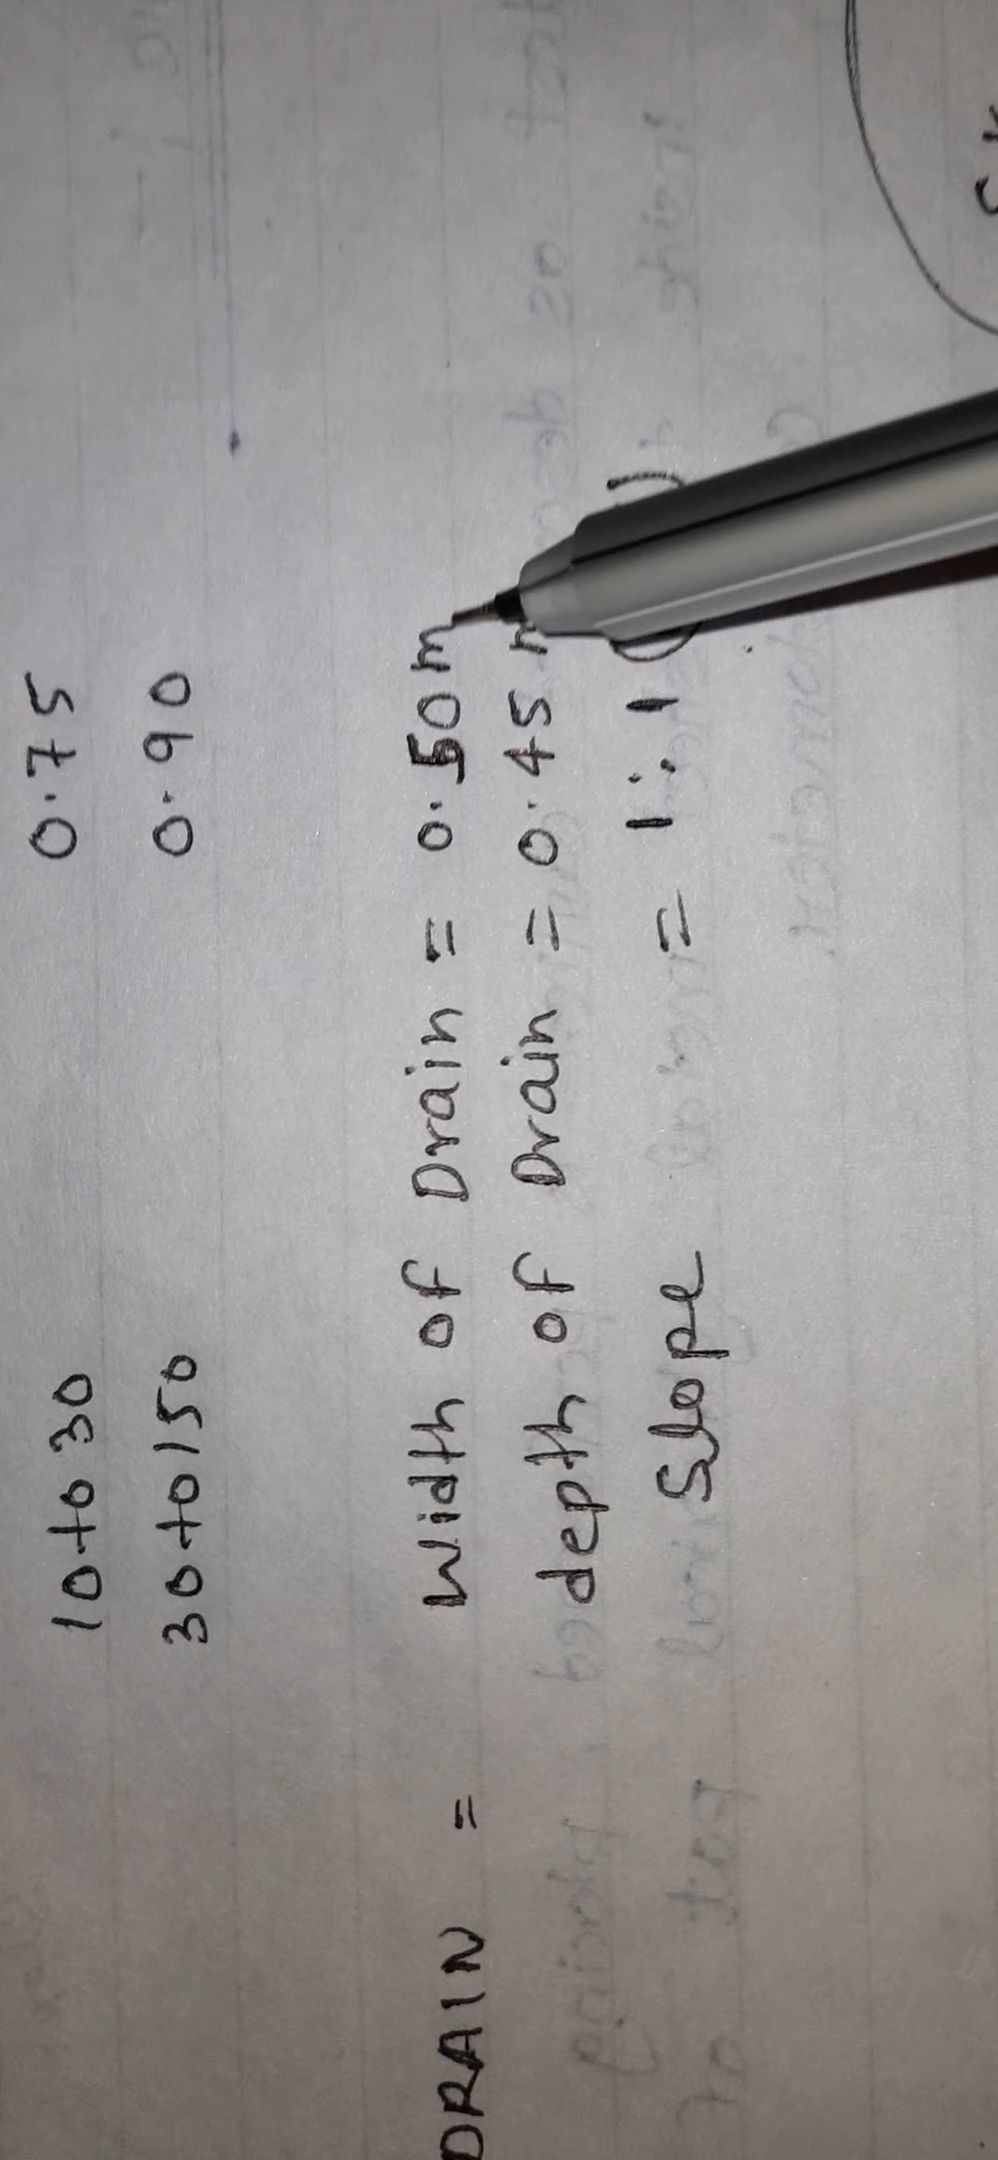 10 to 30 0.75
30 to 150 0.90
DRAIN = Width of Drain = 0.50m
depth of Drain = 0.45
Slope = 1:1